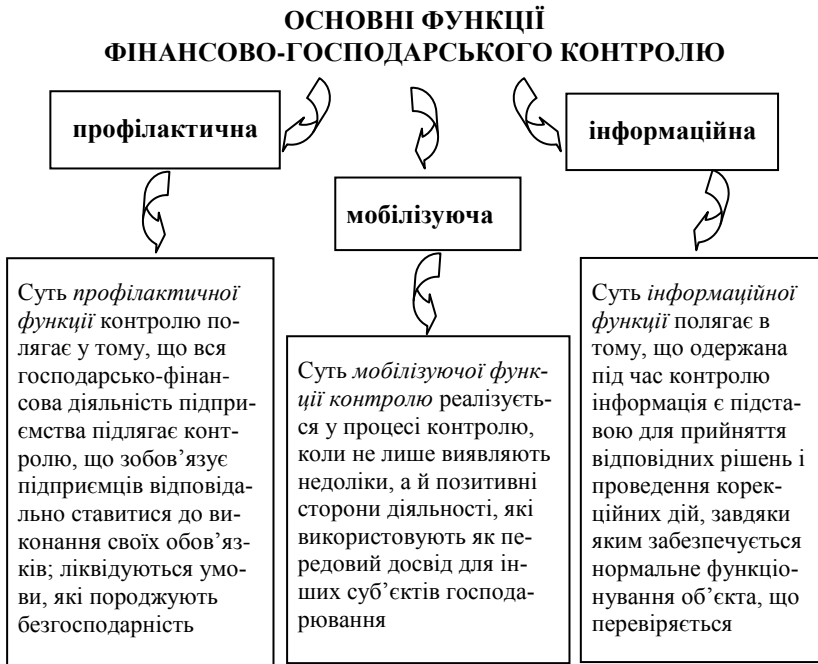 ОСНОВНІ ФУНКЦІЇ
ФІНАНСОВО-ГОСПОДАРСЬКОГО КОНТРОЛЮ
профілактична
інформаційна
мобілізуюча
Суть профілактичної
функції контролю по-
лягає у тому, що вся
господарсько-фінан-
сова діяльність підпри-
ємства підлягає конт-
ролю, що зобов’язує
підприємців відповіда-
льно ставитися до ви-
конання своїх обов’яз-
ків; ліквідуються умо-
ви, які породжують
безгосподарність
Суть мобілізуючої функ-
ції контролю реалізуєть-
ся у процесі контролю,
коли не лише виявляють
недоліки, а й позитивні
сторони діяльності, які
використовують як пе-
редовий досвід для ін-
ших суб’єктів господа-
рювання
Суть інформаційної
функції полягає в
тому, що одержана
під час контролю
інформація є підста-
вою для прийняття
відповідних рішень і
проведення корек-
ційних дій, завдяки
яким забезпечується
нормальне функціо-
нування об’єкта, що
перевіряється